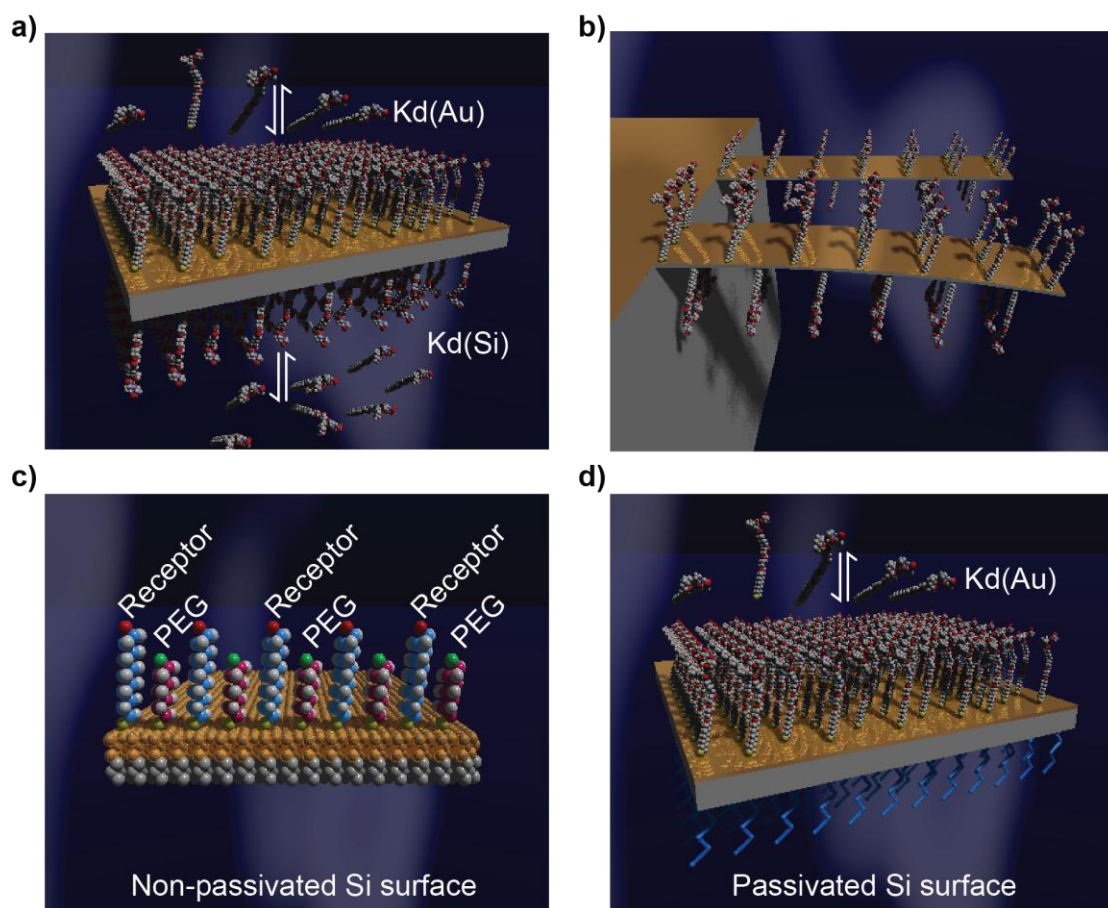 a)
Kd(Au)
Kd(Si)
b)
c)
Receptor
PEG
Receptor
PEG
Receptor
PEG
Non-passivated Si surface
d)
Kd(Au)
Passivated Si surface